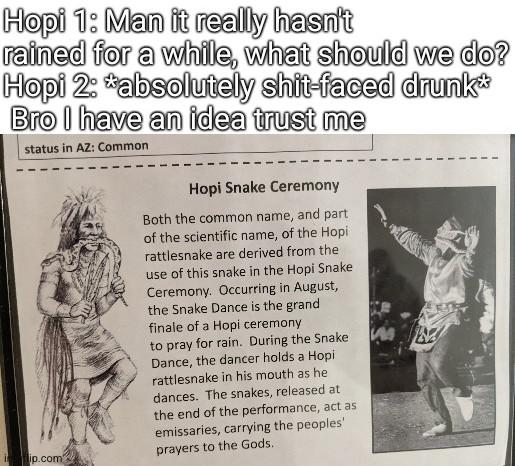 Hopi 1: Man it really hasn't
rained for a while, what should we do?
Hopi 2: *absolutely shit-faced drunk*
Bro I have an idea trust me
status in AZ: Common
Hopi Snake Ceremony
Both the common name, and part
of the scientific name, of the Hopi
rattlesnake are derived from the
use of this snake in the Hopi Snake
Ceremony. Occurring in August,
the Snake Dance is the grand
finale of a Hopi ceremony
to pray for rain. During the Snake
Dance, the dancer holds a Hopi
rattlesnake in his mouth as he
dances. The snakes, released at
the end of the performance, act as
emissaries, carrying the peoples'
prayers to the Gods.